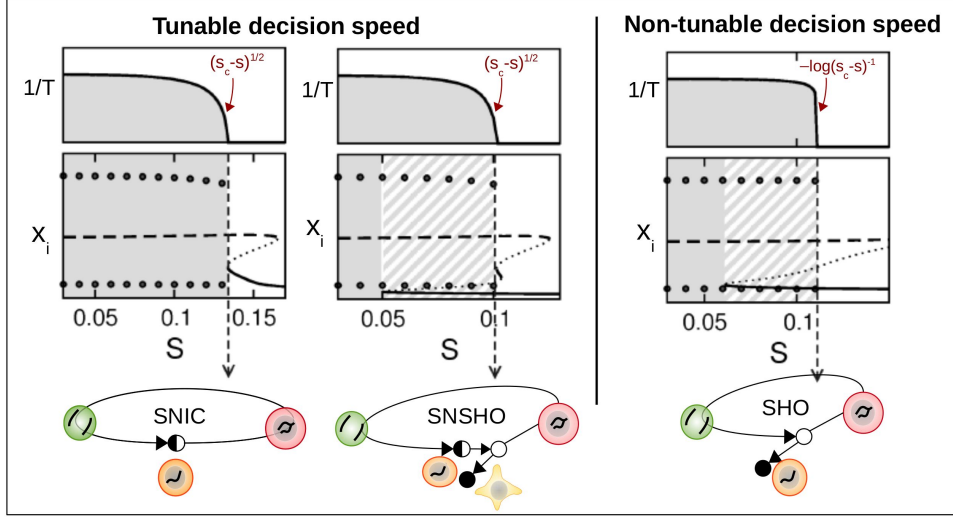 Tunable decision speed
Non-tunable decision speed
1/T
(s_c-s)^{1/2}
1/T
(s_c-s)^{1/2}
1/T
−log(s_c-s)^{-1}
X_i
0.05 0.1 0.15
S
0.05 0.1
S
X_i
0.05 0.1
S
SNIC
SNSHO
SHO